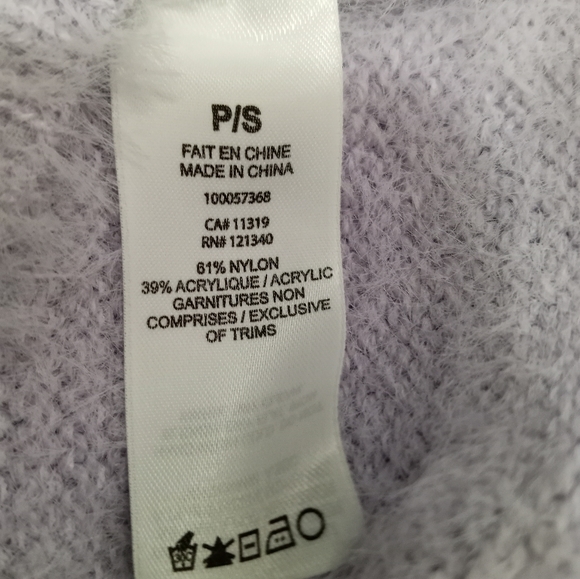 P/S
FAIT EN CHINE
MADE IN CHINA
100057368
CA# 11319
RN# 121340
61% NYLON
39% ACRYLIQUE / ACRYLIC
GARNITURES NON
COMPRISES / EXCLUSIVE
OF TRIMS